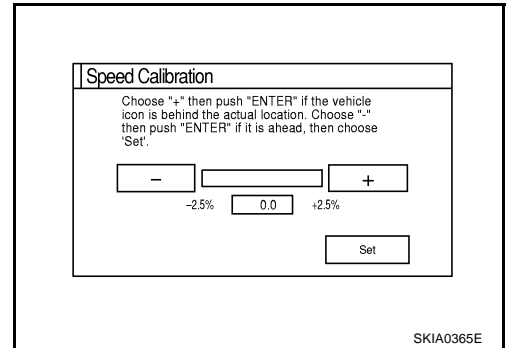 Speed Calibration
Choose "+" then push "ENTER" if the vehicle
icon is behind the actual location. Choose "-"
then push "ENTER" if it is ahead, then choose
'Set'.
− +
−2.5% 0.0 +2.5%
Set
SKIA0365E